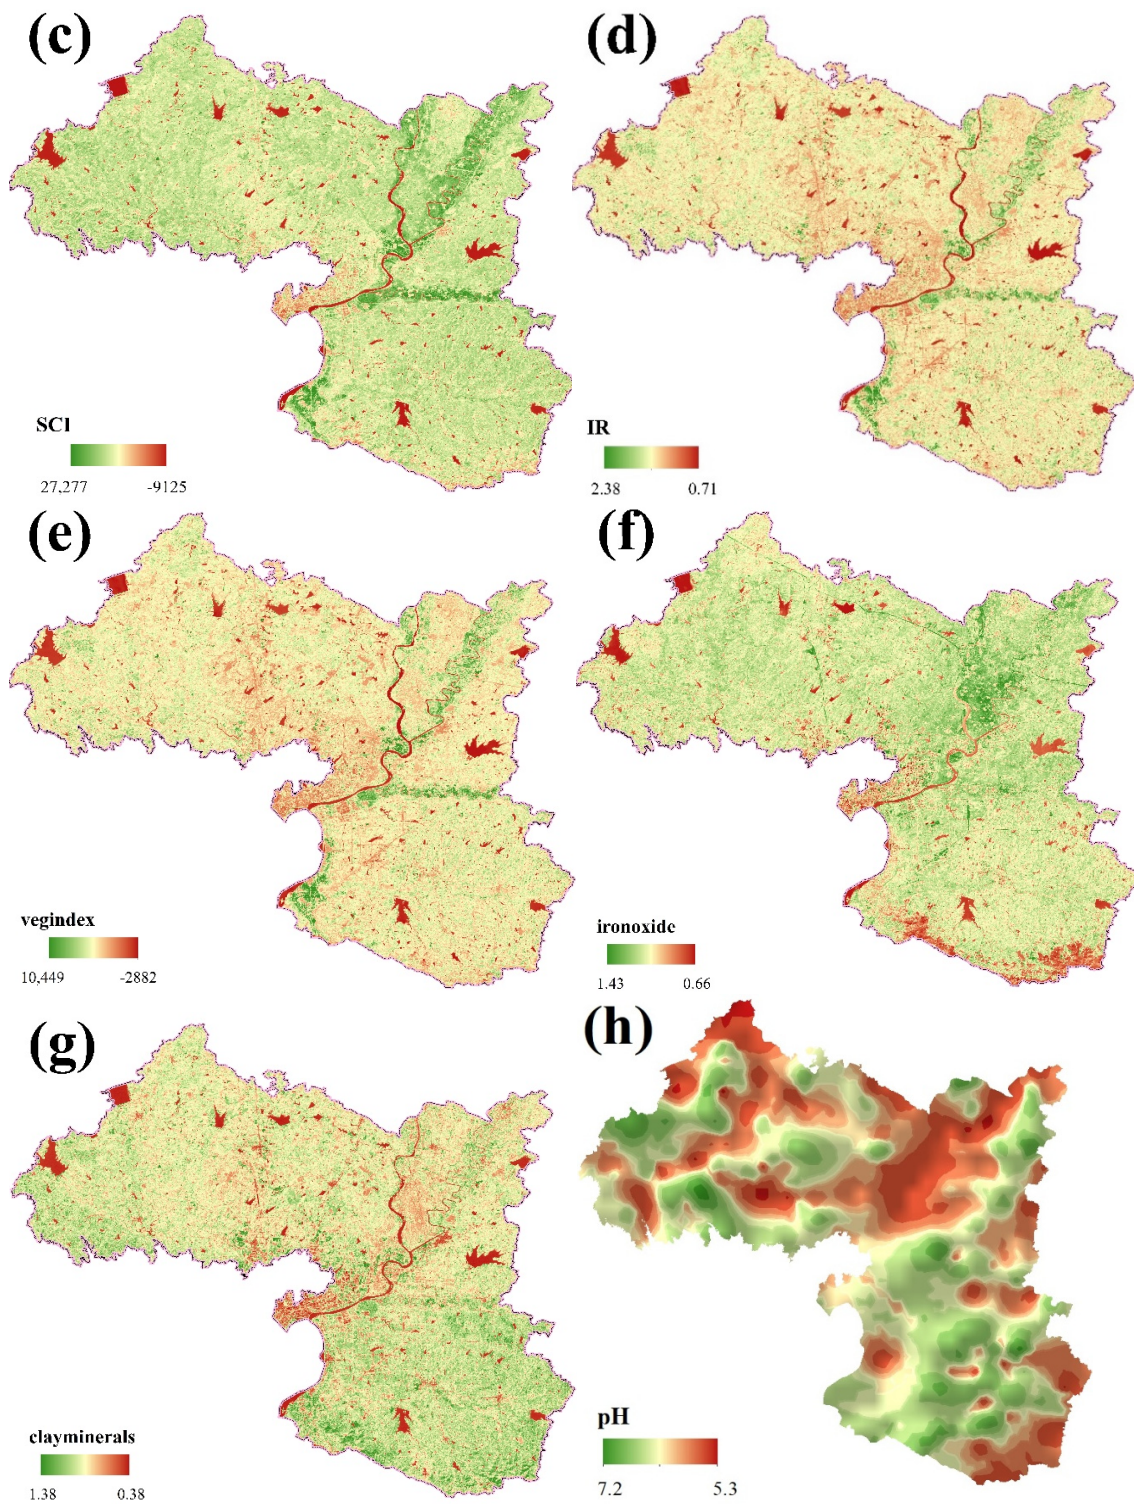 (c)
(d)
SCI
27,277 -9125
IR
2.38 0.71
(e)
(f)
vegindex
10,449 -2882
ironoxide
1.43 0.66
(g)
(h)
clayminerals
1.38 0.38
pH
7.2 5.3